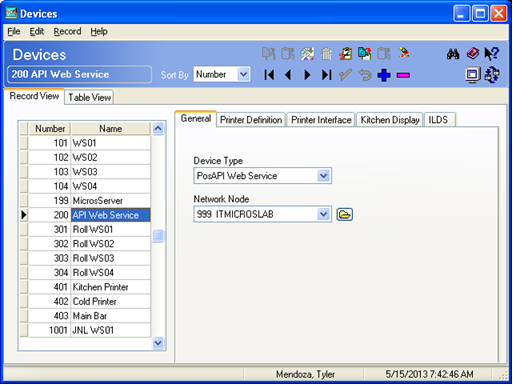 Devices
File Edit Record Help
Devices
200 API Web Service
Sort By Number
Record View Table View
Number Name
101 WS01
102 WS02
103 WS03
104 WS04
199 MicrosServer
200 API Web Service
301 Roll WS01
302 Roll WS02
303 Roll WS03
304 Roll WS04
401 Kitchen Printer
402 Cold Printer
403 Main Bar
1001 JNL WS01
General Printer Definition Printer Interface Kitchen Display ILDS
Device Type
PosAPI Web Service
Network Node
999 ITMICROSLAB
Mendoza, Tyler 5/15/2013 7:42:46 AM